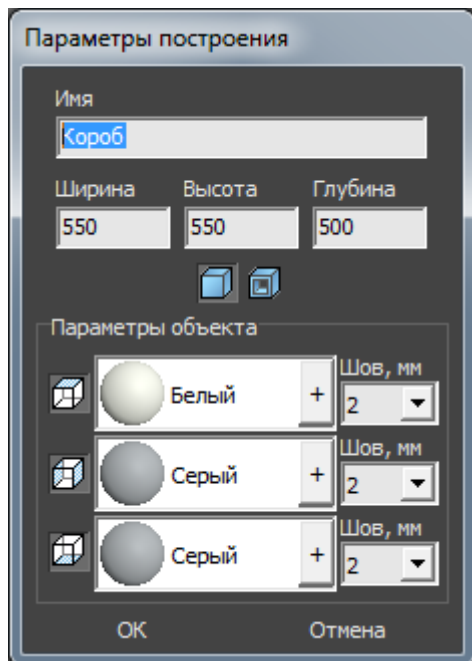 Параметры построения
Имя
Короб
Ширина Высота Глубина
550 550 500
Параметры объекта
Шов, мм
Белый + 2
Шов, мм
Серый + 2
Шов, мм
Серый + 2
OK Отмена